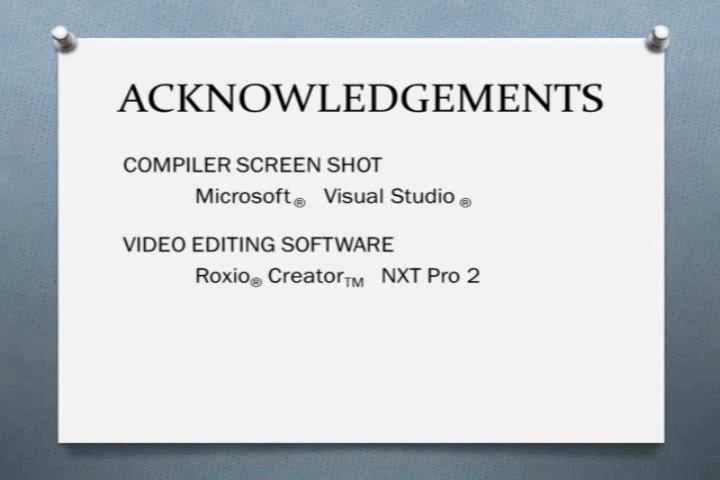 ACKNOWLEDGEMENTS
COMPILER SCREEN SHOT
Microsoft® Visual Studio®
VIDEO EDITING SOFTWARE
Roxio® Creator™ NXT Pro 2